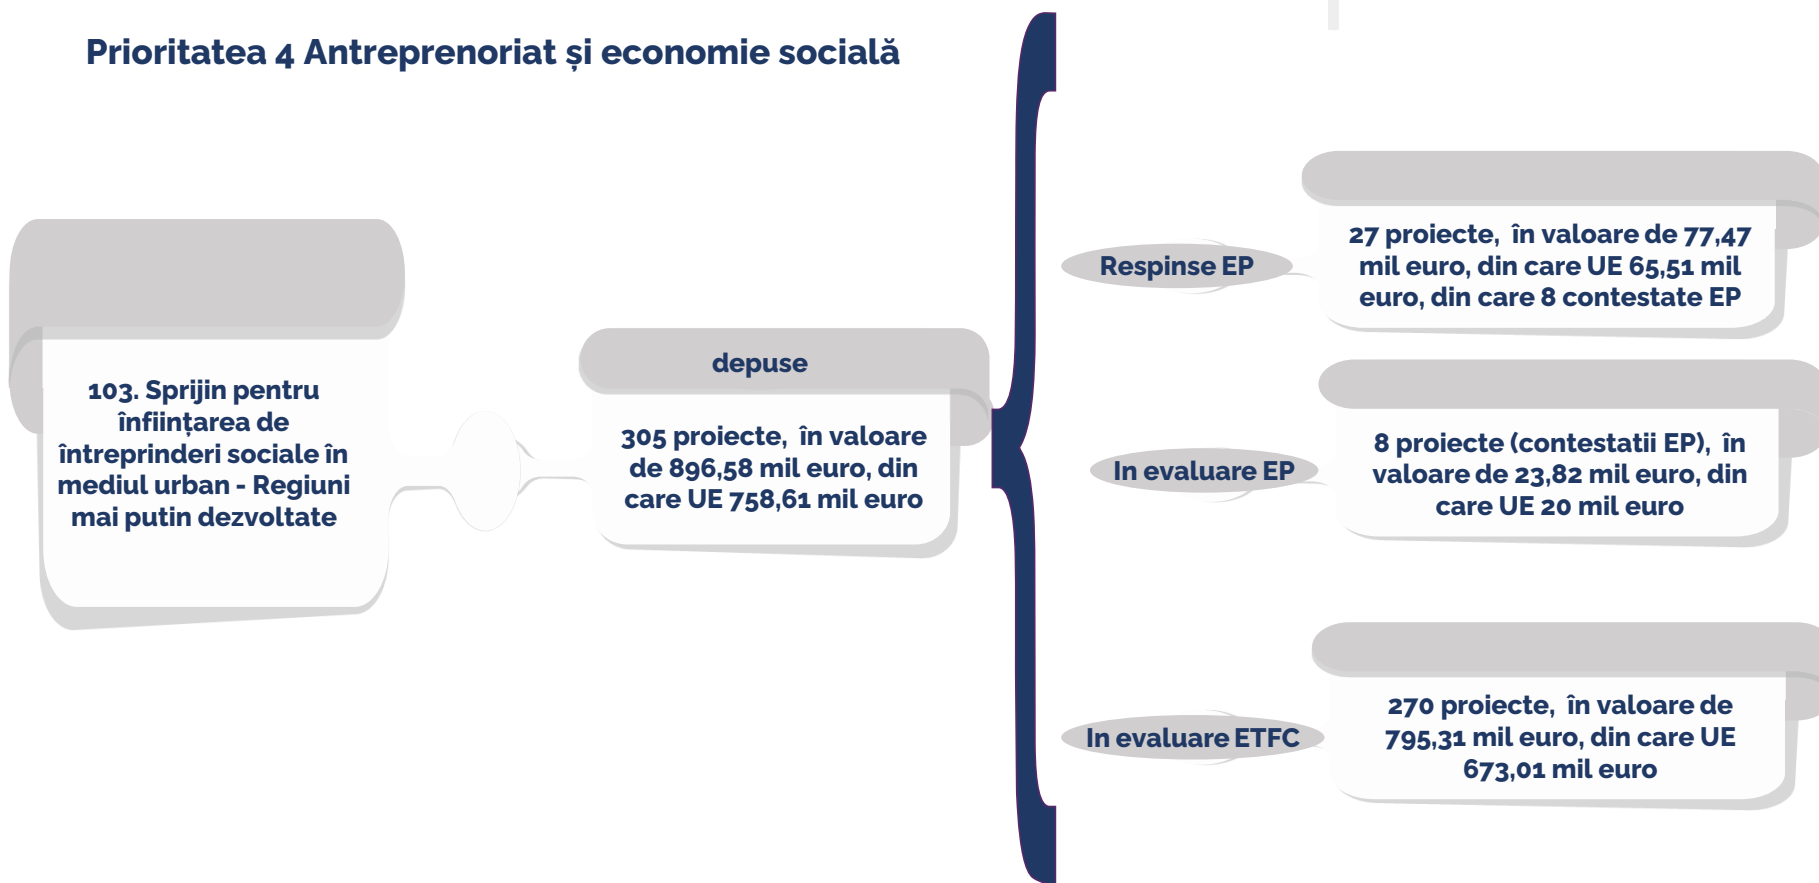 Prioritatea 4 Antreprenoriat și economie socială
103. Sprijin pentru
înființarea de
întreprinderi sociale în
mediul urban - Regiuni
mai putin dezvoltate
depuse
305 proiecte, în valoare
de 896,58 mil euro, din
care UE 758,61 mil euro
Respinse EP
27 proiecte, în valoare de 77,47
mil euro, din care UE 65,51 mil
euro, din care 8 contestate EP
In evaluare EP
8 proiecte (contestatii EP), în
valoare de 23,82 mil euro, din
care UE 20 mil euro
In evaluare ETFC
270 proiecte, în valoare de
795,31 mil euro, din care UE
673,01 mil euro